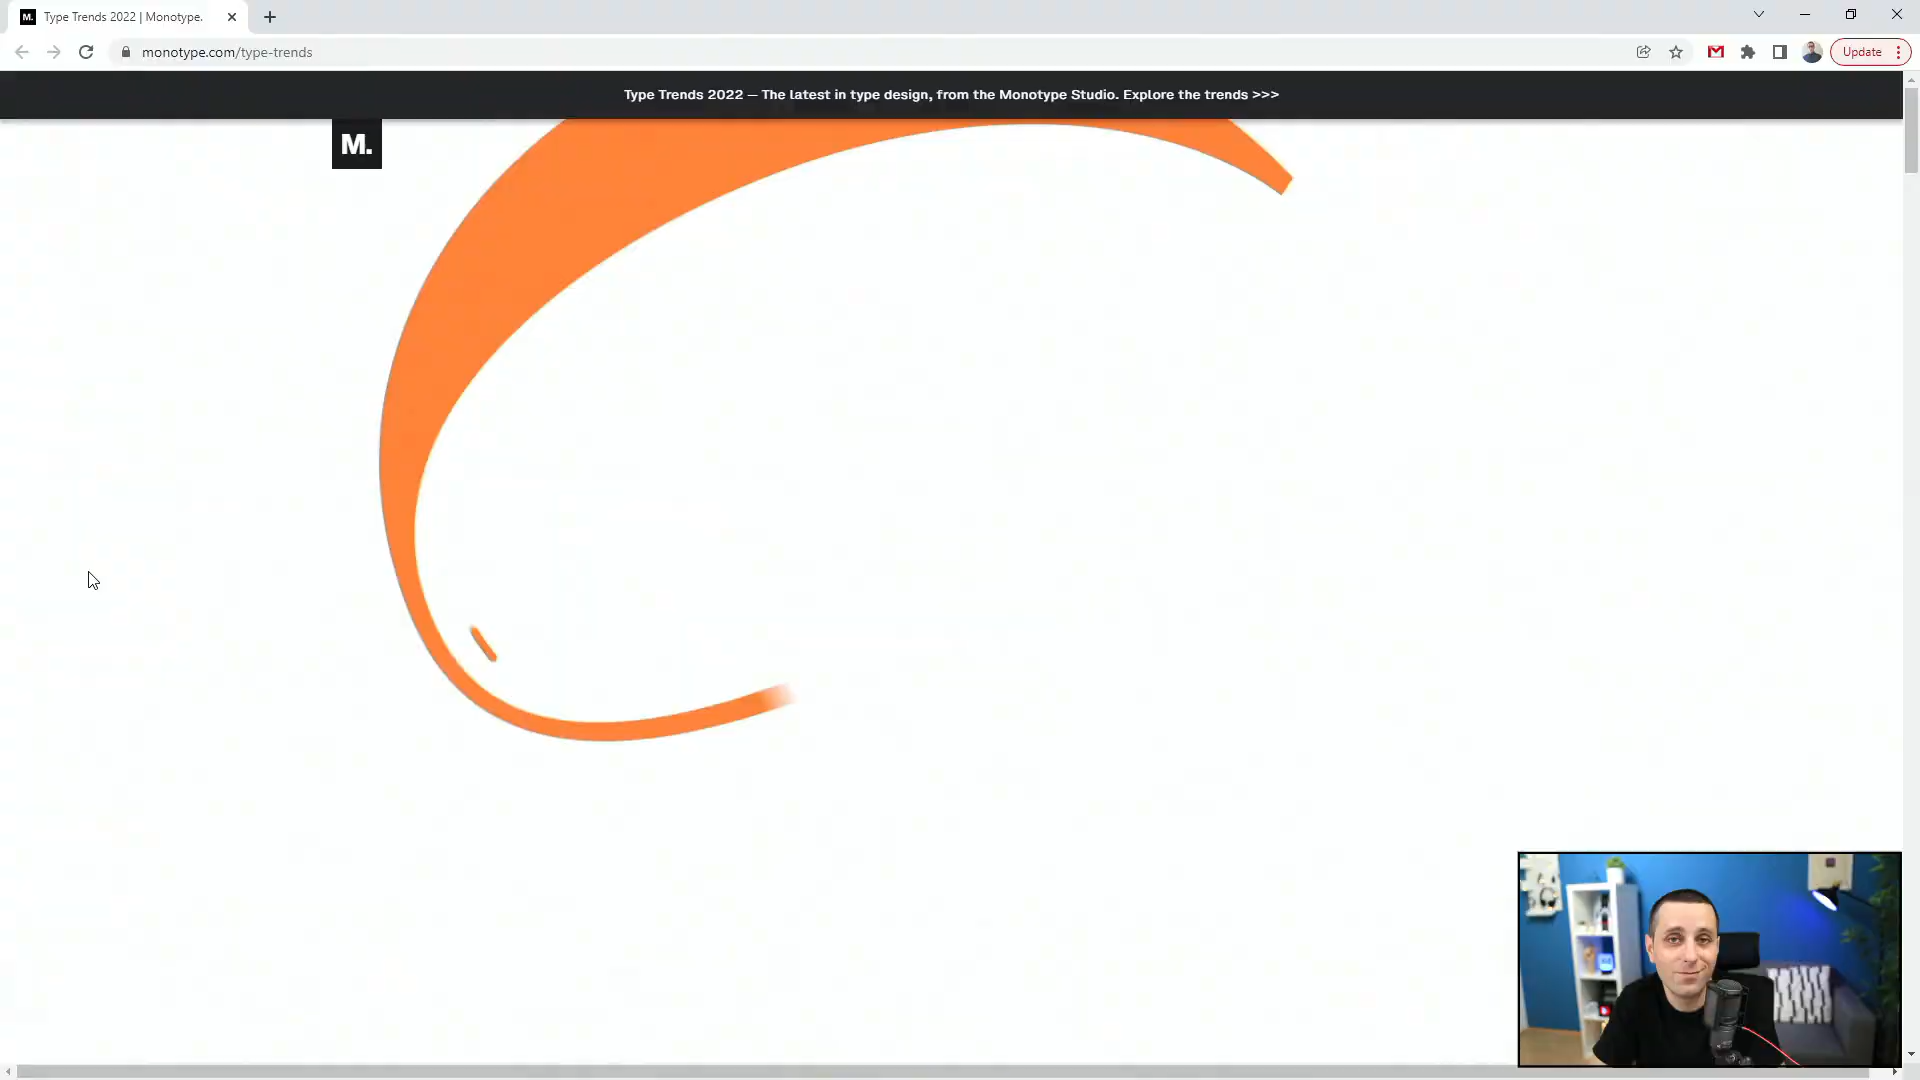 M.
Type Trends 2022 | Monotype.
monotype.com/type-trends
Update
Type Trends 2022 — The latest in type design, from the Monotype Studio. Explore the trends >>>
M.